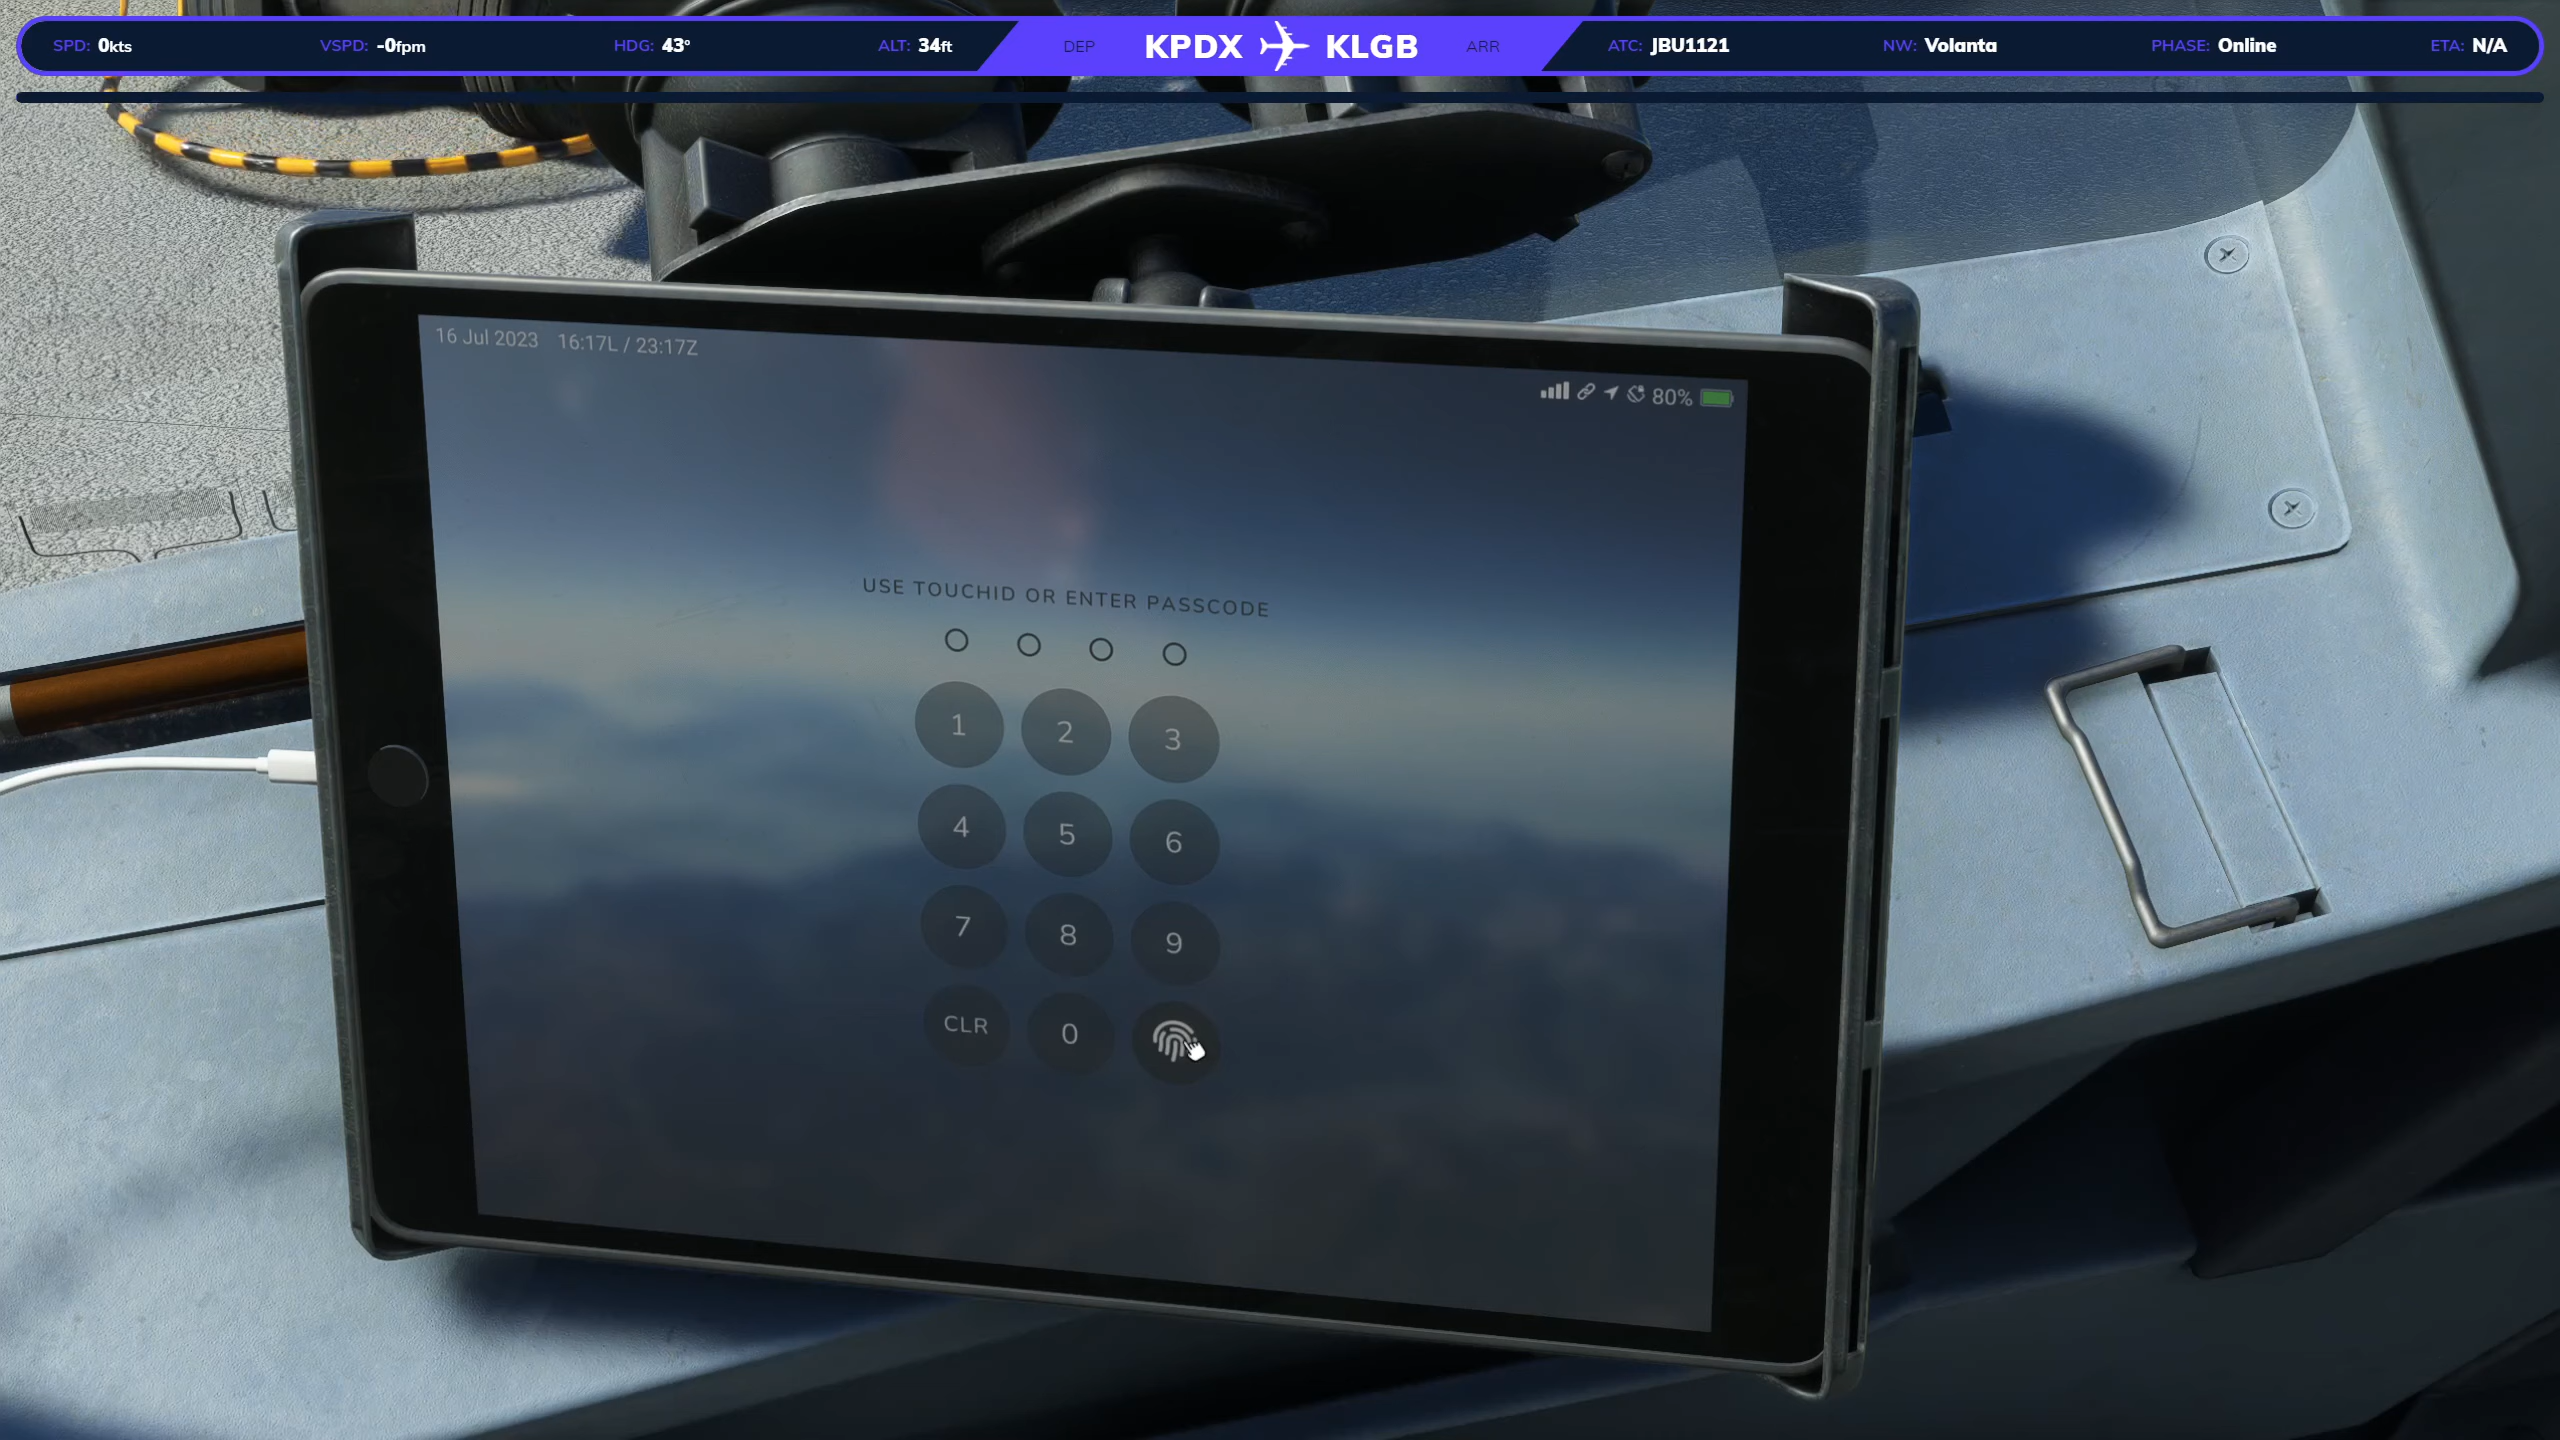 SPD: 0kts VSPD: -0fpm HDG: 43° ALT: 34ft DEP KPDX KLGB ARR ATC: JBU1121 NW: Volanta PHASE: Online ETA: N/A
16 Jul 2023 16:17L / 23:17Z
80%
USE TOUCHID OR ENTER PASSCODE
1 2 3
4 5 6
7 8 9
CLR 0